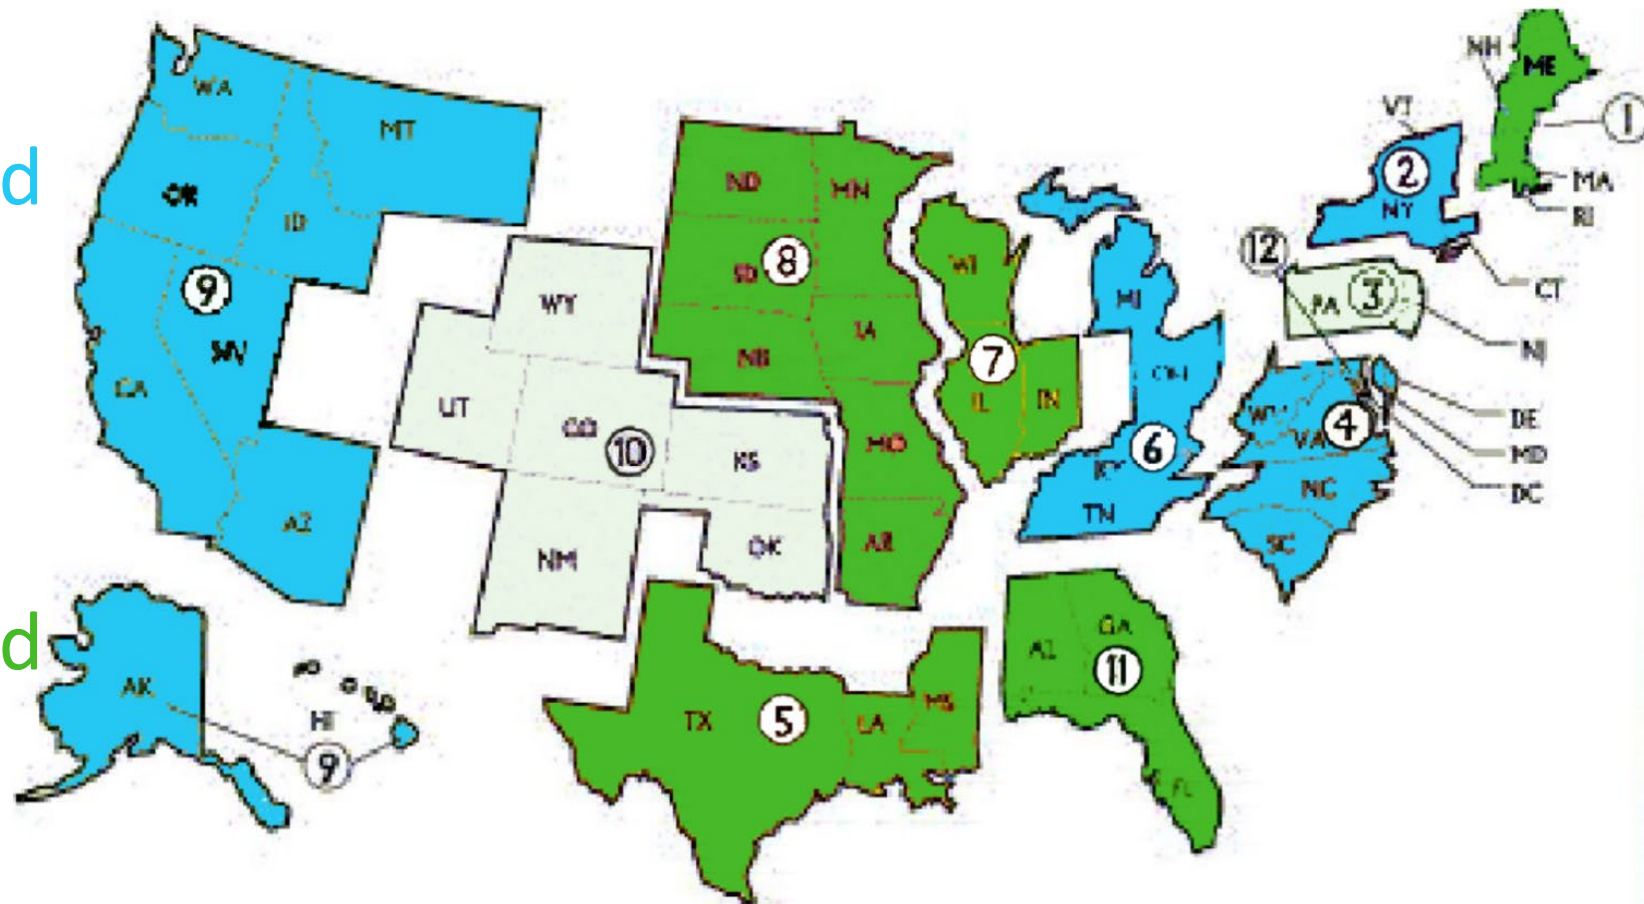 NH
ME
WA
1
VT
MT
d
2
MA
ND
MN
OR
NY
RI
ID
12
WI
8
SD
9
3
CT
MI
PA
WY
IA
NV
7
NB
NJ
OH
CA
IL
IN
UT
WV
4
DE
CO
VA
MO
6
10
KS
MD
KY
NC
DC
TN
AZ
OK
AR
SC
NM
GA
d
AL
11
AK
MS
HI
TX
5
LA
9
FL